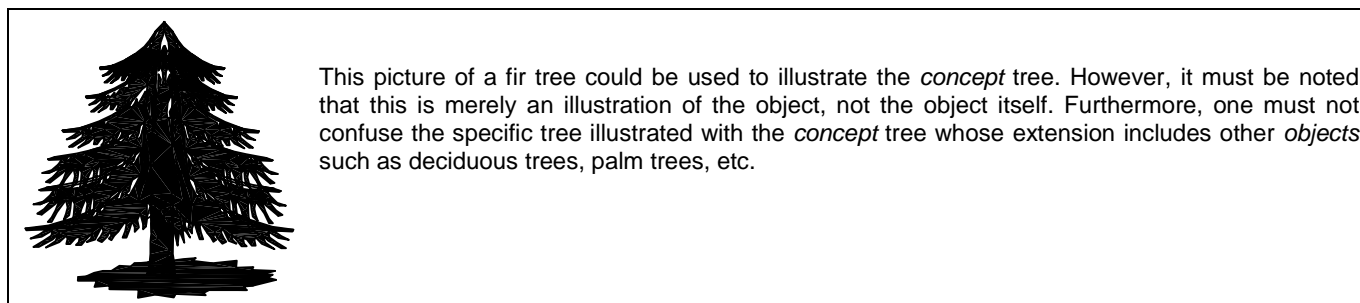 This picture of a fir tree could be used to illustrate the concept tree. However, it must be noted
that this is merely an illustration of the object, not the object itself. Furthermore, one must not
confuse the specific tree illustrated with the concept tree whose extension includes other objects
such as deciduous trees, palm trees, etc.